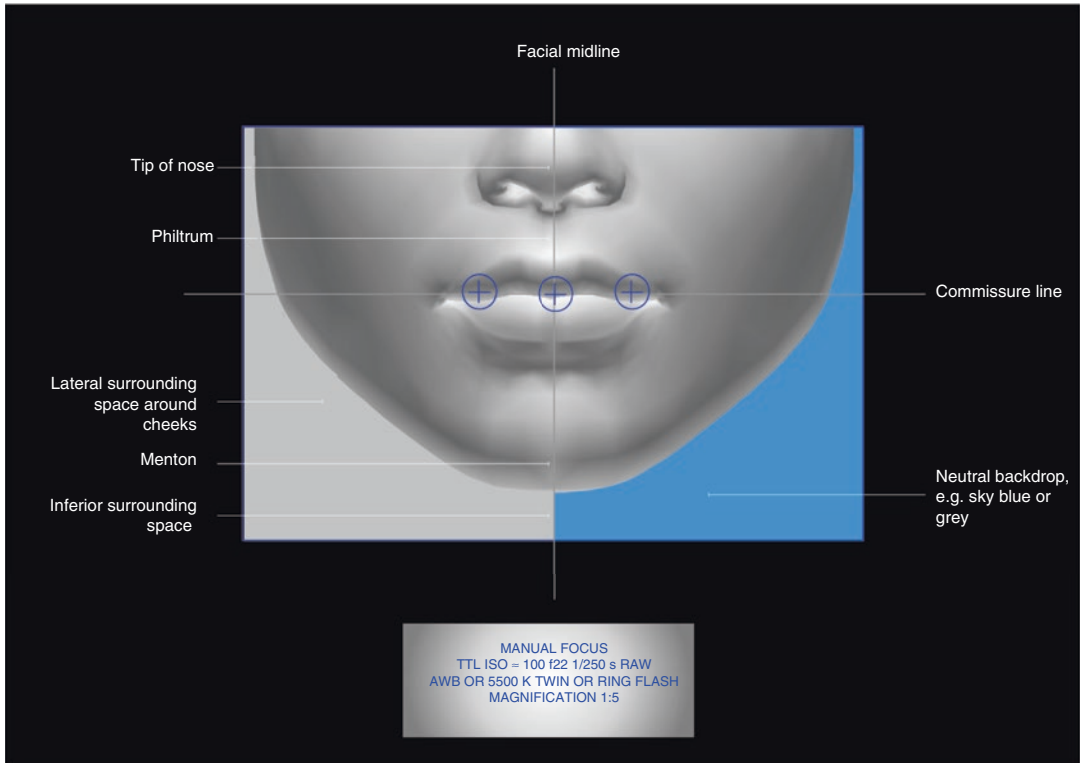 Facial midline
Tip of nose
Philtrum
Commissure line
Lateral surrounding
space around
cheeks
Menton
Neutral backdrop,
e.g. sky blue or
grey
Inferior surrounding
space
MANUAL FOCUS
TTL ISO = 100 f22 1/250 s RAW
AWB OR 5500 K TWIN OR RING FLASH
MAGNIFICATION 1:5